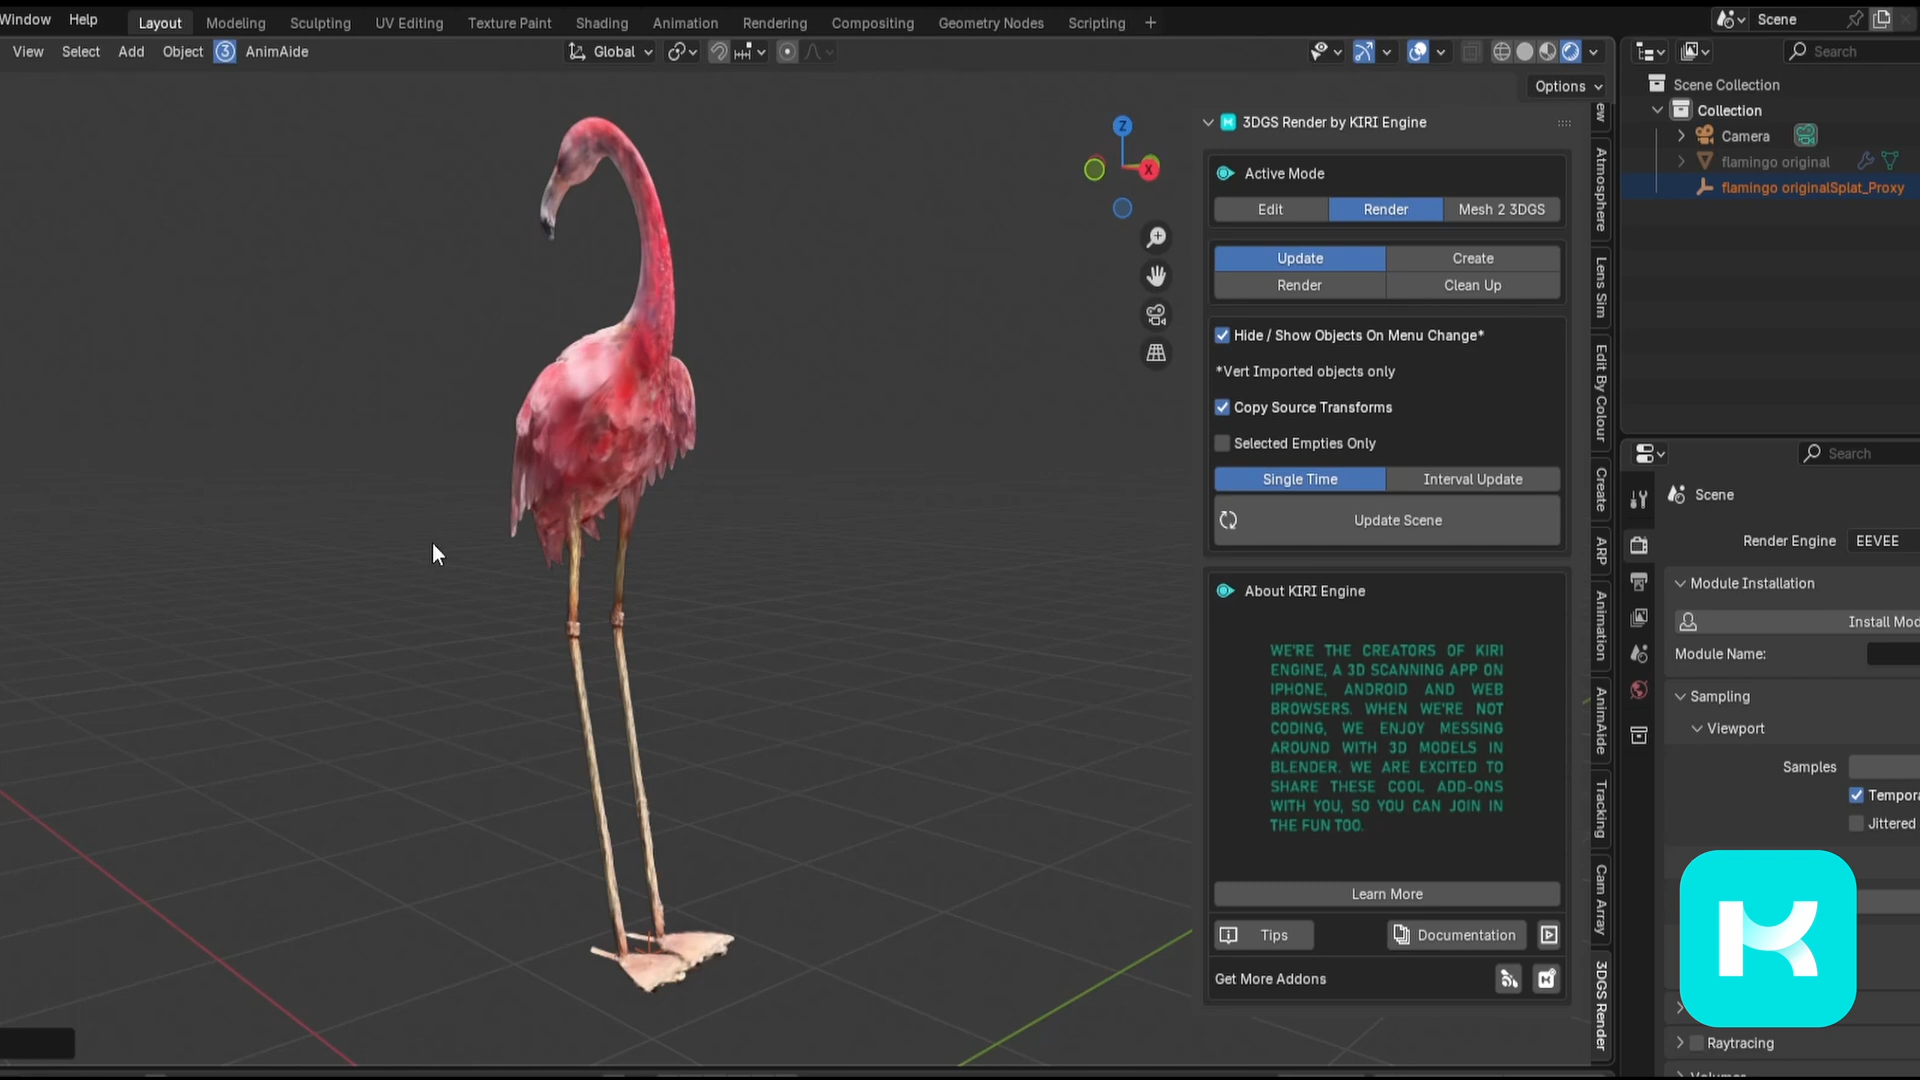 Window Help Layout Modeling Sculpting UV Editing Texture Paint Shading Animation Rendering Compositing Geometry Nodes Scripting + Scene
View Select Add Object 3 AnimAide Global Search
Options
Scene Collection
Collection
Camera
flamingo original
flamingo originalSplat_Proxy
Z
X
3DGS Render by KIRI Engine
Active Mode
Edit Render Mesh 2 3DGS
Update Create
Render Clean Up
Hide / Show Objects On Menu Change*
*Vert Imported objects only
Copy Source Transforms
Selected Empties Only
Single Time Interval Update
Update Scene
About KIRI Engine
WE'RE THE CREATORS OF KIRI
ENGINE, A 3D SCANNING APP ON
IPHONE, ANDROID AND WEB
BROWSERS. WHEN WE'RE NOT
CODING, WE ENJOY MESSING
AROUND WITH 3D MODELS IN
BLENDER. WE ARE EXCITED TO
SHARE THESE COOL ADD-ONS
WITH YOU, SO YOU CAN JOIN IN
THE FUN TOO.
Learn More
Tips Documentation
Get More Addons
ew
Atmosphere
Lens Sim
Edit By Colour
Create
ARP
Animation
AnimAide
Tracking
Cam Array
3DGS Render
Search
Scene
Render Engine EEVEE
Module Installation
Install Mod
Module Name:
Sampling
Viewport
Samples
Tempora
Jittered
K
Raytracing